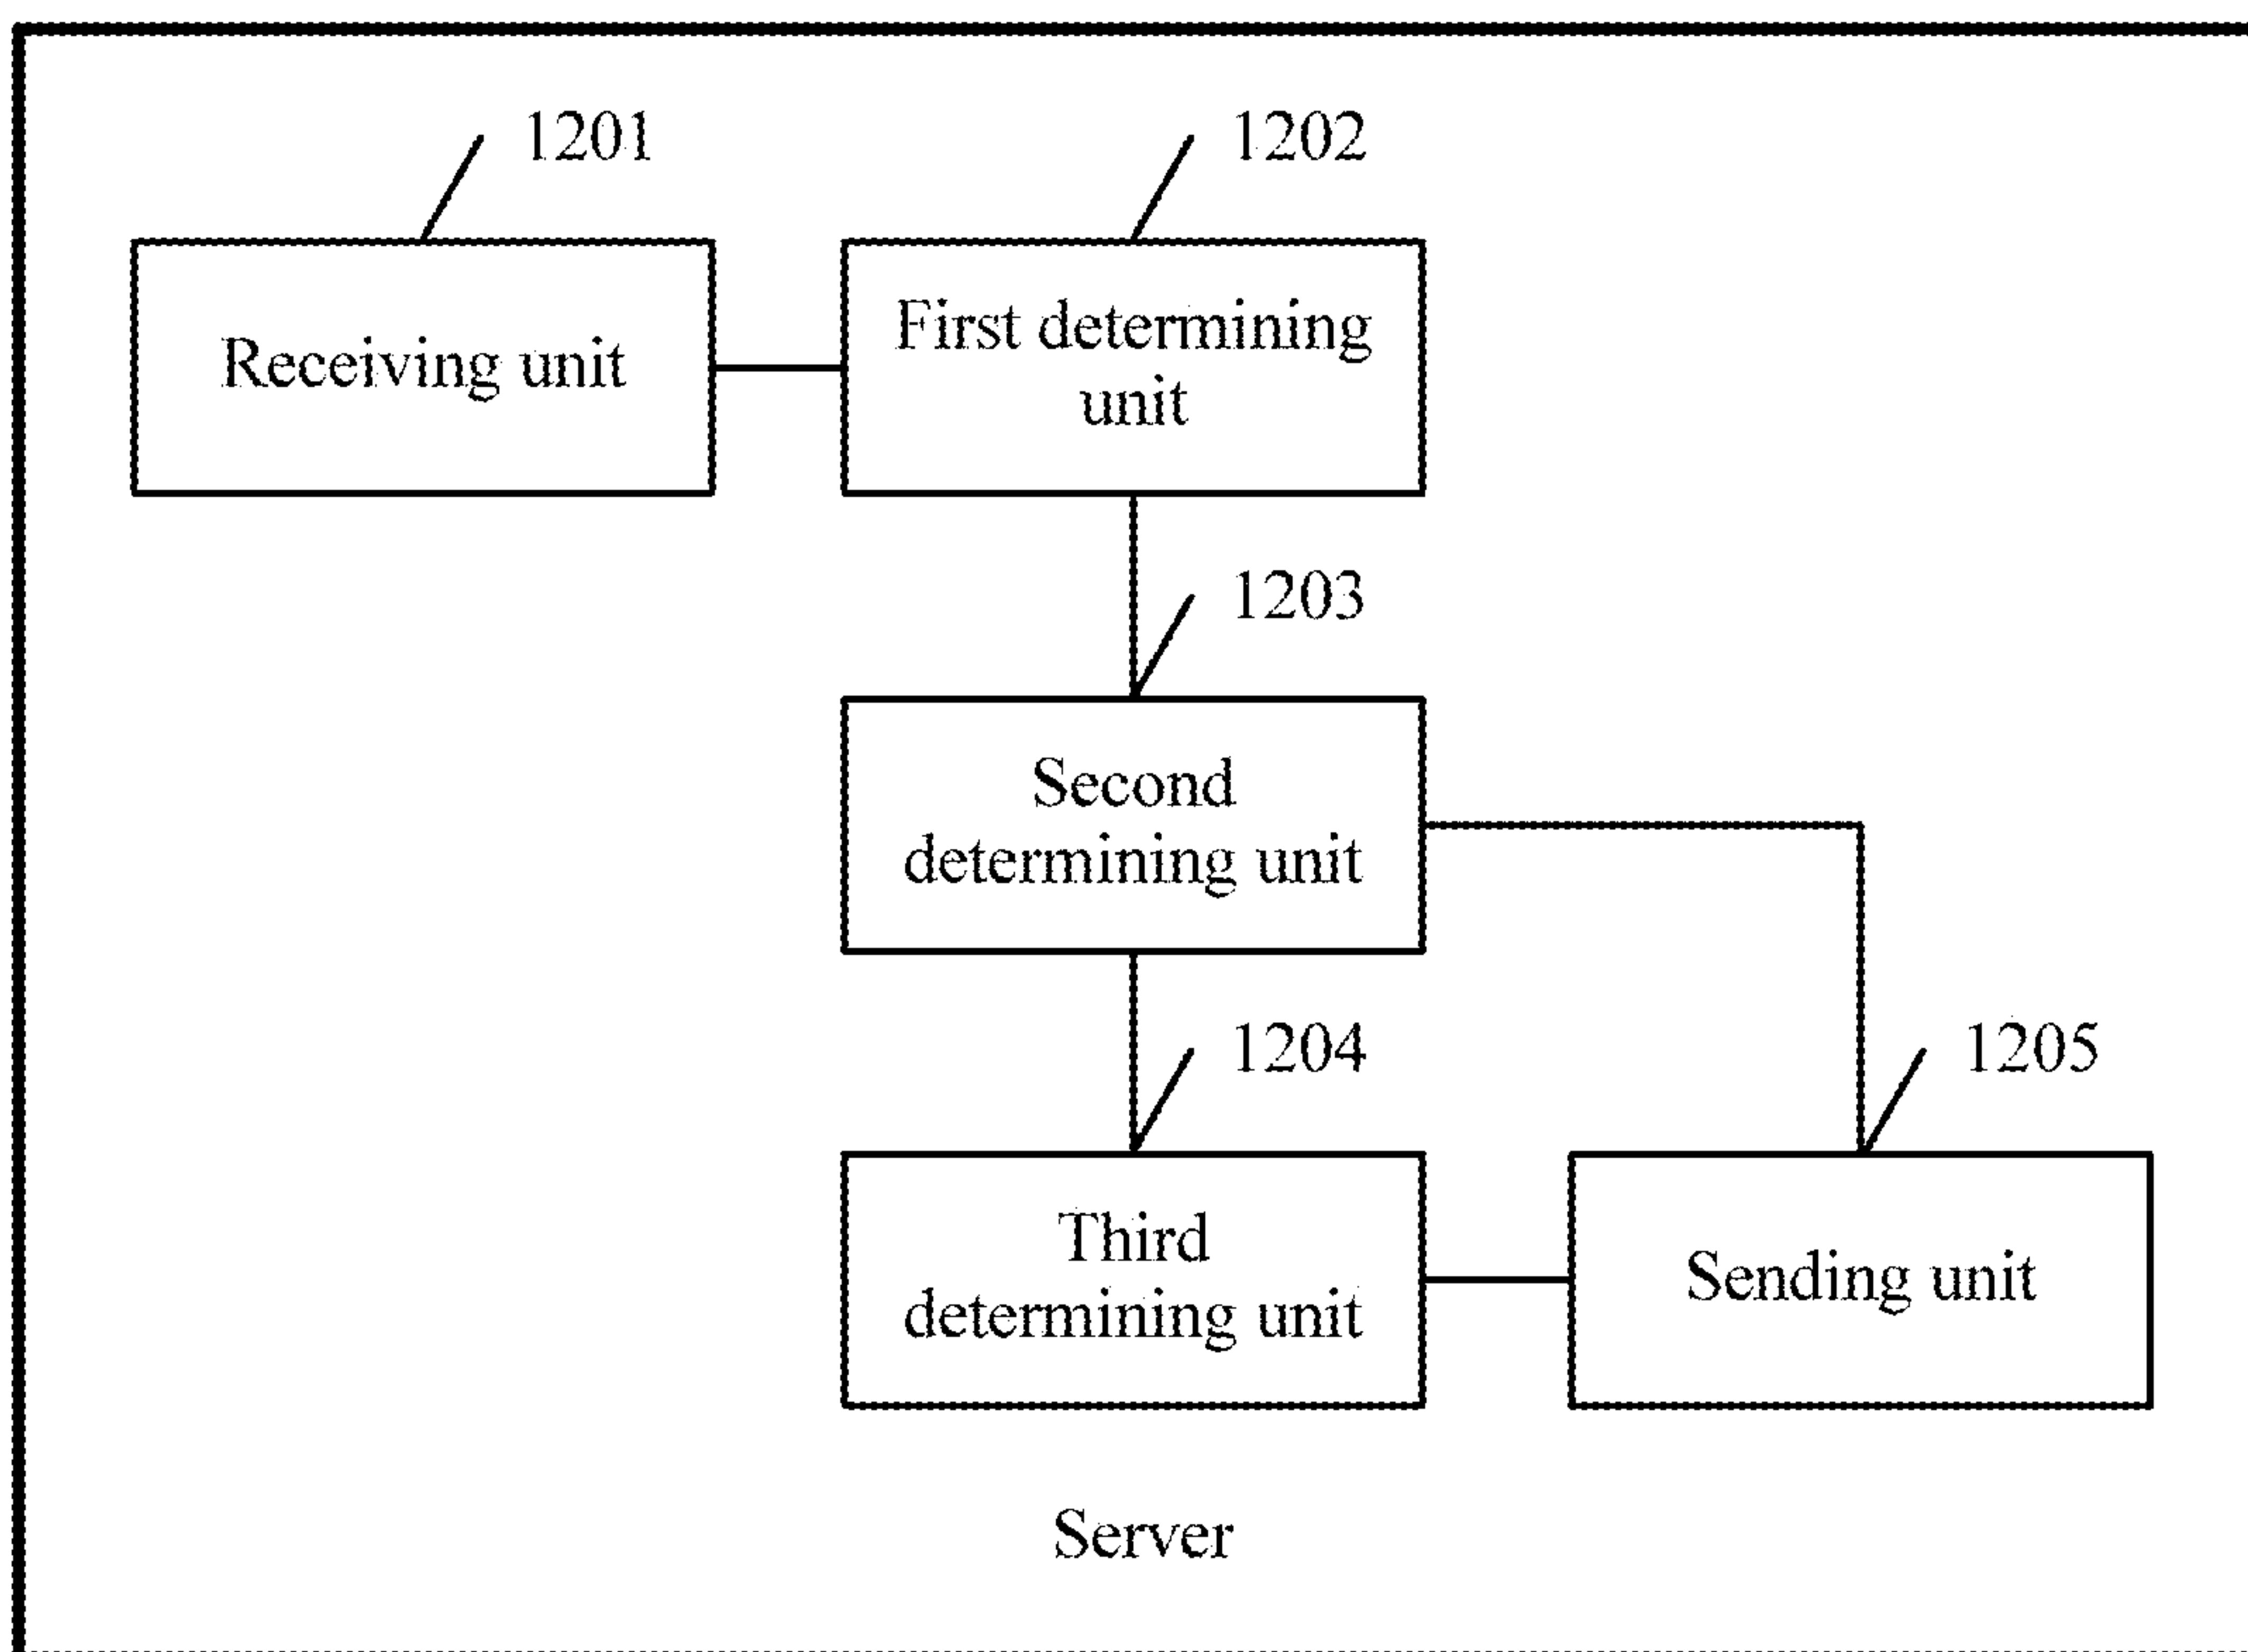 1201
1202
Receiving unit
First determining
unit
1203
Second
determining unit
1204
1205
Third
determining unit
Sending unit
Server